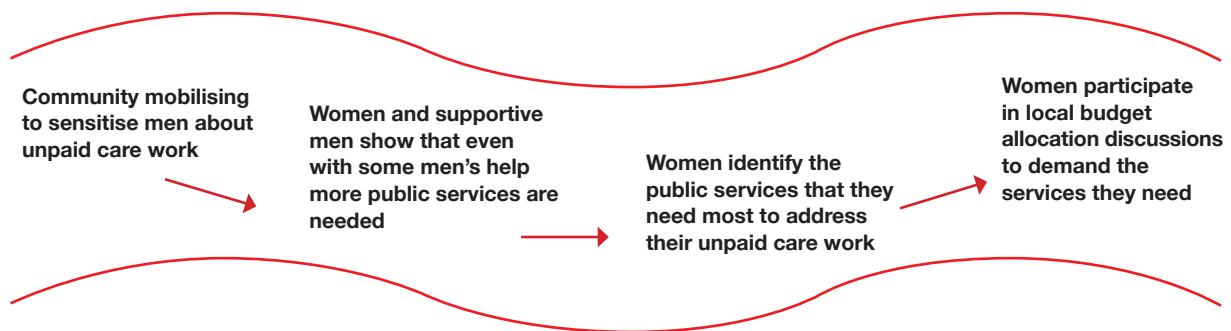 Community mobilising
to sensitise men about
unpaid care work
Women and supportive
men show that even
with some men's help
more public services are
needed
Women identify the
public services that they
need most to address
their unpaid care work
Women participate
in local budget
allocation discussions
to demand the
services they need